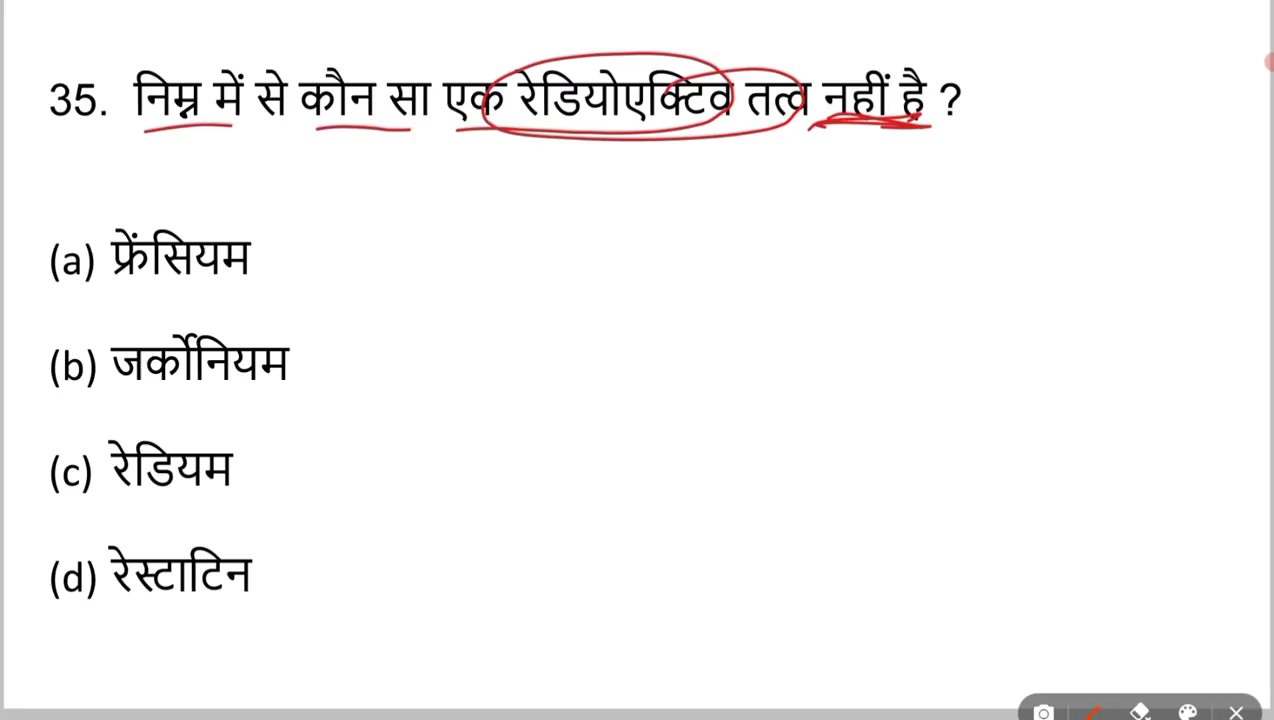 35. निम्न में से कौन सा एक रेडियोएक्टिव तत्व नहीं है ?
(a) फ्रेंसियम
(b) जर्कोनियम
(c) रेडियम
(d) रेस्टाटिन